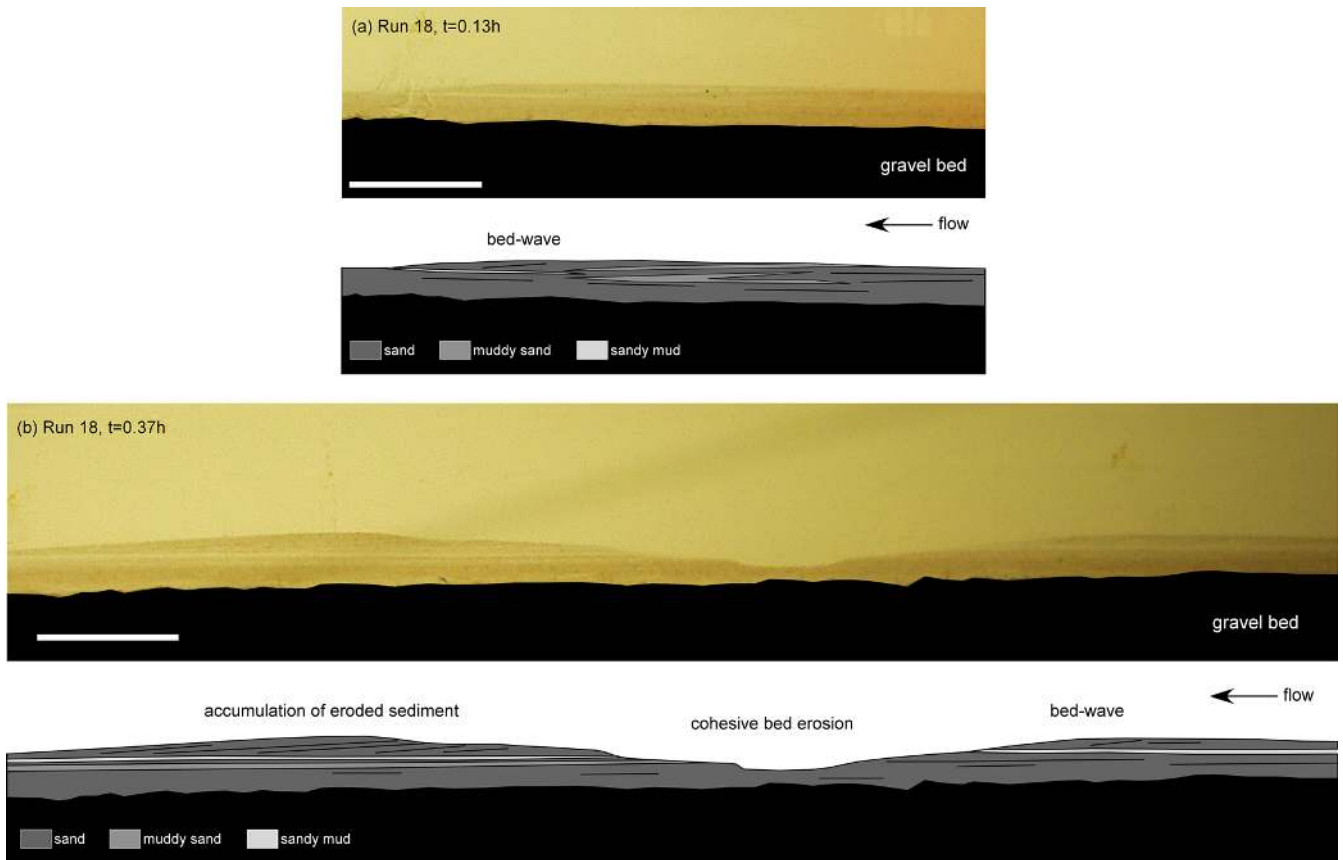 (a) Run 18, t=0.13h
gravel bed
flow
bed-wave
sand
muddy sand
sandy mud
(b) Run 18, t=0.37h
gravel bed
flow
accumulation of eroded sediment
cohesive bed erosion
bed-wave
sand
muddy sand
sandy mud